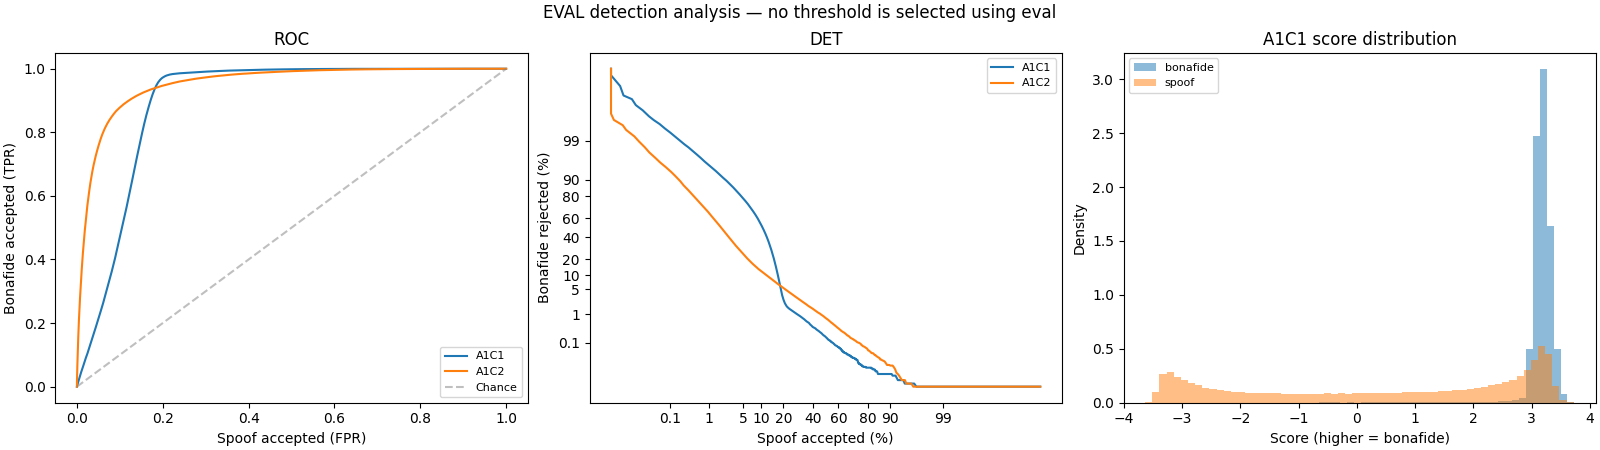 EVAL detection analysis — no threshold is selected using eval
ROC
Bonafide accepted (TPR)
1.0
0.8
0.6
0.4
0.2
0.0
0.0 0.2 0.4 0.6 0.8 1.0
Spoof accepted (FPR)
A1C1
A1C2
Chance
DET
Bonafide rejected (%)
99
90
80
60
40
20
10
5
1
0.1
0.1 1 5 10 20 40 60 80 90 99
Spoof accepted (%)
A1C1
A1C2
A1C1 score distribution
Density
3.0
2.5
2.0
1.5
1.0
0.5
0.0
−4 −3 −2 −1 0 1 2 3 4
Score (higher = bonafide)
bonafide
spoof